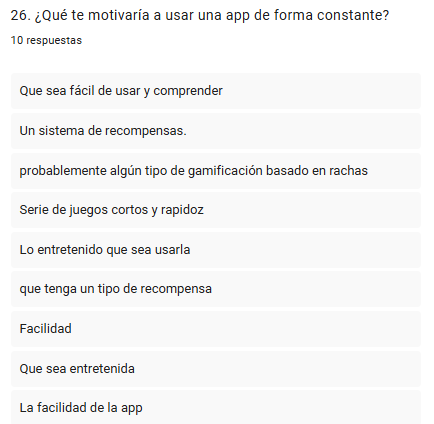 26. ¿Qué te motivaría a usar una app de forma constante?
10 respuestas
Que sea fácil de usar y comprender
Un sistema de recompensas.
probablemente algún tipo de gamificación basado en rachas
Serie de juegos cortos y rapidoz
Lo entretenido que sea usarla
que tenga un tipo de recompensa
Facilidad
Que sea entretenida
La facilidad de la app